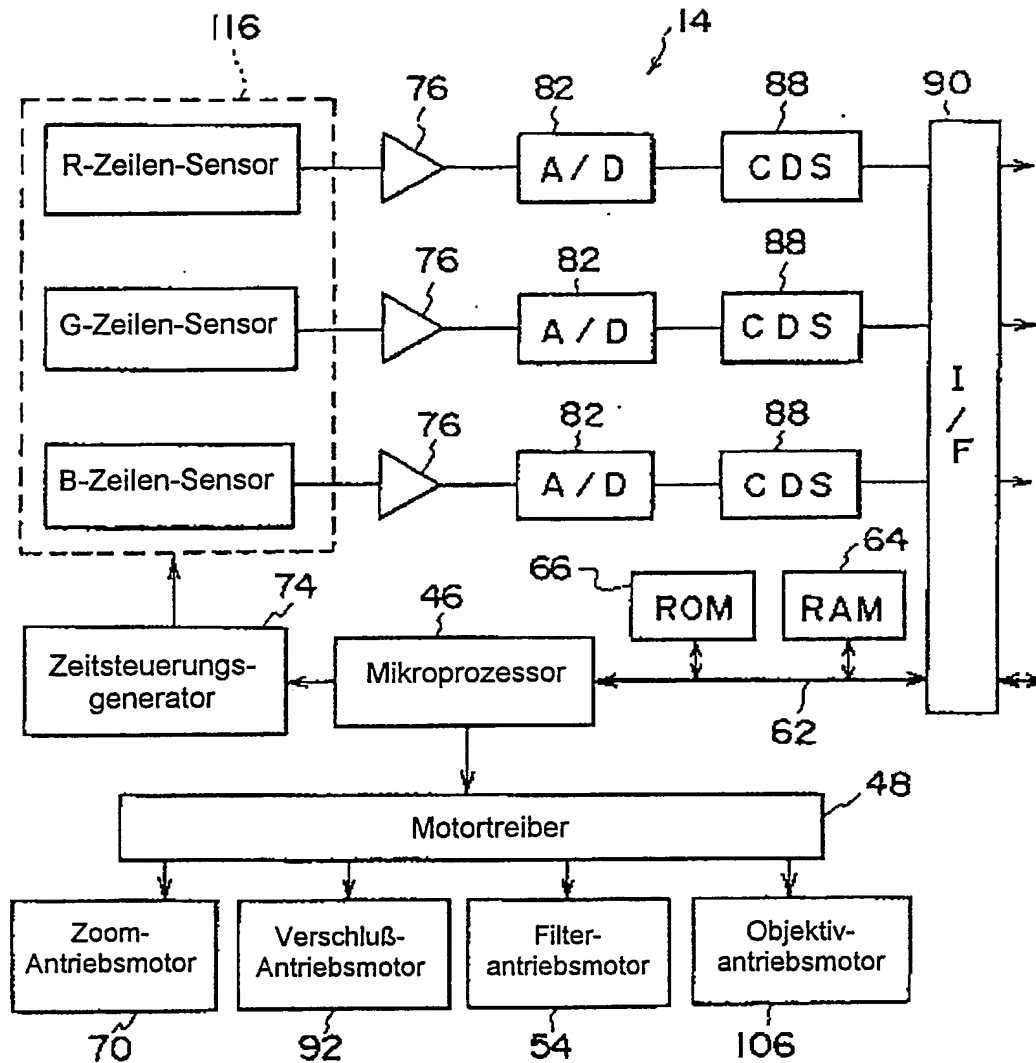 116
14
76
82
88
90
R-Zeilen-Sensor
A/D
CDS
76
82
88
G-Zeilen-Sensor
A/D
CDS
I/F
76
82
88
B-Zeilen-Sensor
A/D
CDS
74
46
66
64
ROM
RAM
Zeitsteuerungs-
generator
Mikroprozessor
62
48
Motortreiber
Zoom-
Antriebsmotor
Verschluß-
Antriebsmotor
Filter-
antriebsmotor
Objektiv-
antriebsmotor
70
92
54
106